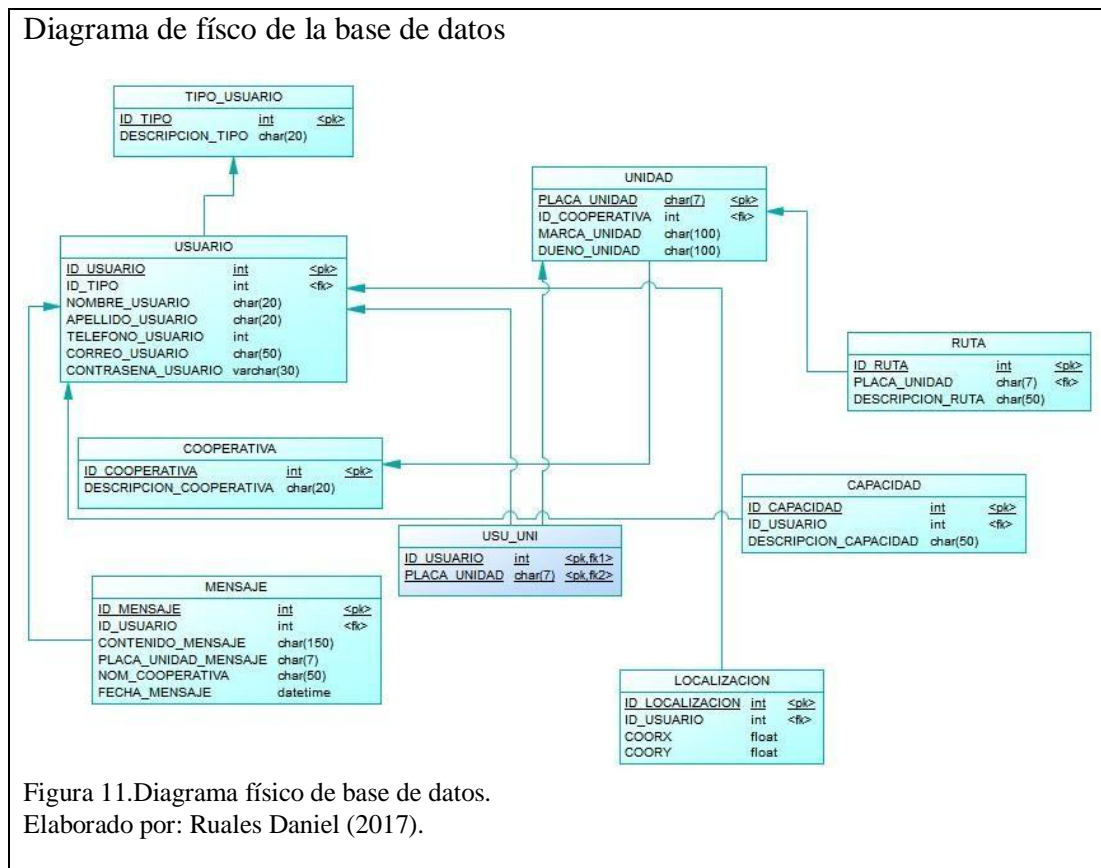 Diagrama de físco de la base de datos
TIPO_USUARIO
ID_TIPO int <pk>
DESCRIPCION_TIPO char(20)
USUARIO
ID_USUARIO int <pk>
ID_TIPO int <fk>
NOMBRE_USUARIO char(20)
APELLIDO_USUARIO char(20)
TELEFONO_USUARIO int
CORREO_USUARIO char(50)
CONTRASENA_USUARIO varchar(30)
UNIDAD
PLACA_UNIDAD char(7) <pk>
ID_COOPERATIVA int <fk>
MARCA_UNIDAD char(100)
DUENO_UNIDAD char(100)
RUTA
ID_RUTA int <pk>
PLACA_UNIDAD char(7) <fk>
DESCRIPCION_RUTA char(50)
COOPERATIVA
ID_COOPERATIVA int <pk>
DESCRIPCION_COOPERATIVA char(20)
CAPACIDAD
ID_CAPACIDAD int <pk>
ID_USUARIO int <fk>
DESCRIPCION_CAPACIDAD char(50)
USU_UNI
ID_USUARIO int <pk,fk1>
PLACA_UNIDAD char(7) <pk,fk2>
MENSAJE
ID_MENSAJE int <pk>
ID_USUARIO int <fk>
CONTENIDO_MENSAJE char(150)
PLACA_UNIDAD_MENSAJE char(7)
NOM_COOPERATIVA char(50)
FECHA_MENSAJE datetime
LOCALIZACION
ID_LOCALIZACION int <pk>
ID_USUARIO int <fk>
COORX float
COORY float
Figura 11.Diagrama físico de base de datos.
Elaborado por: Ruales Daniel (2017).